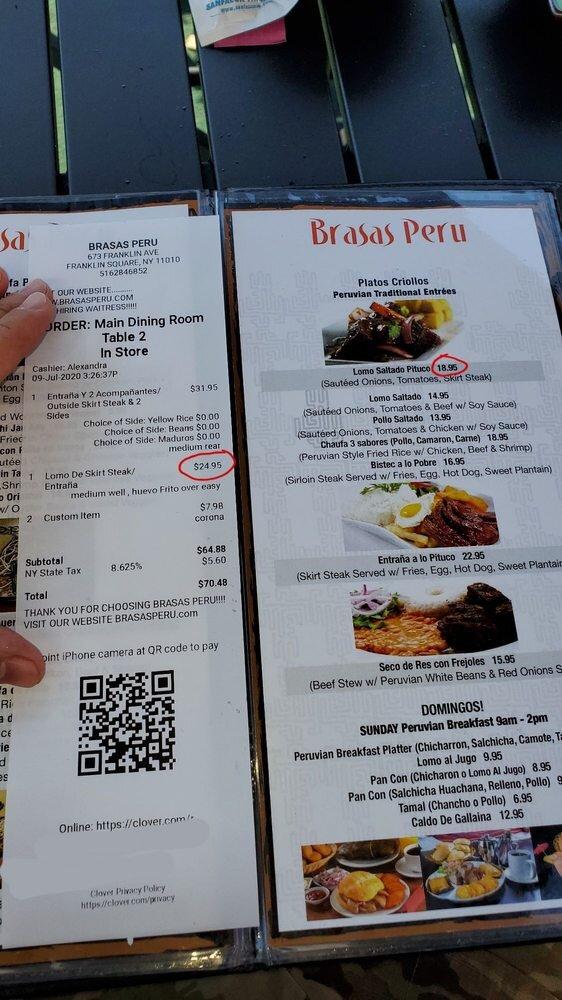 BRASAS PERU
673 FRANKLIN AVE
FRANKLIN SQUARE, NY 11010
5162846852
OUR WEBSITE..........
.BRASASPERU.COM
HIRING WAITRESS!!!!!
ORDER: Main Dining Room
Table 2
In Store
Cashier: Alexandra
09-Jul-2020 3:26:37P
1 Entraña Y 2 Acompañantes/ $31.95
Outside Skirt Steak & 2
Sides
Choice of Side: Yellow Rice $0.00
Choice of Side: Beans $0.00
Choice of Side: Maduros $0.00
medium rear
1 Lomo De Skirt Steak/ $24.95
Entraña
medium well , huevo Frito over easy
2 Custom Item $7.98
corona
Subtotal $64.88
NY State Tax 8.625% $5.60
Total $70.48
THANK YOU FOR CHOOSING BRASAS PERU!!!!
VISIT OUR WEBSITE BRASASPERU.com
point iPhone camera at QR code to pay
Online: https://clover.com/
Clover Privacy Policy
https://clover.com/privacy
Brasas Peru
Platos Criollos
Peruvian Traditional Entrées
Lomo Saltado Pituco 18.95
(Sautéed Onions, Tomatoes, Skirt Steak)
Lomo Saltado 14.95
(Sautéed Onions, Tomatoes & Beef w/ Soy Sauce)
Pollo Saltado 13.95
(Sautéed Onions, Tomatoes & Chicken w/ Soy Sauce)
Chaufa 3 sabores (Pollo, Camaron, Carne) 18.95
(Peruvian Style Fried Rice w/ Chicken, Beef & Shrimp)
Bistec a lo Pobre 16.95
(Sirloin Steak Served w/ Fries, Egg, Sweet Plantain)
Entraña a lo Pituco 22.95
(Skirt Steak Served w/ Fries, Egg, Hot Dog, Sweet Plantain
Seco de Res con Frejoles 15.95
(Beef Stew w/ Peruvian White Beans & Red Onions S
DOMINGOS!
SUNDAY Peruvian Breakfast 9am - 2pm
Peruvian Breakfast Platter (Chicharron, Salchicha, Camote, Ta
Lomo al Jugo 9.95
Pan Con (Chicharon o Lomo Al Jugo) 8.95
Pan Con (Salchicha Huachana, Relleno, Pollo) 9
Tamal (Chancho o Pollo) 6.95
Caldo De Gallaina 12.95